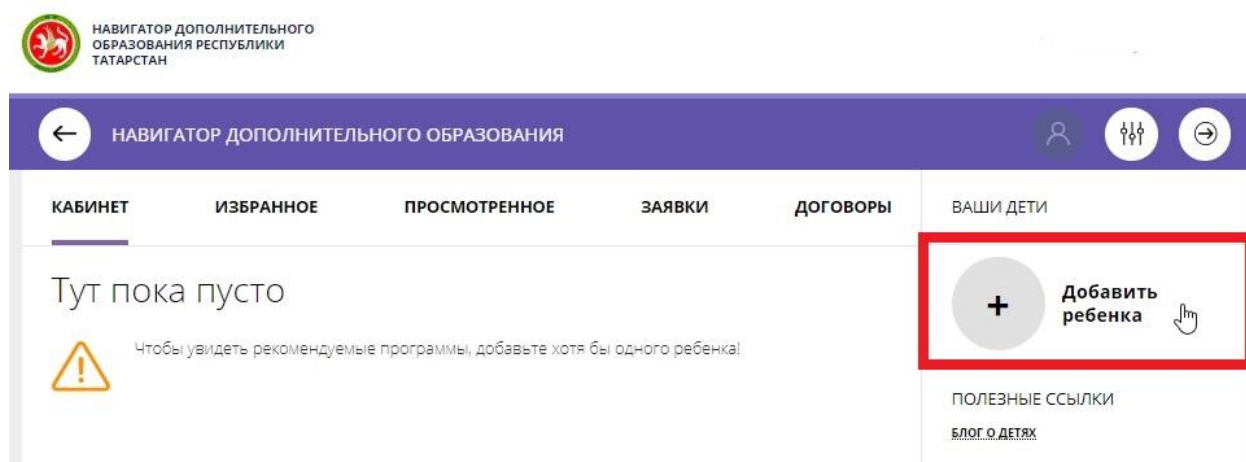 НАВИГАТОР ДОПОЛНИТЕЛЬНОГО
ОБРАЗОВАНИЯ РЕСПУБЛИКИ
ТАТАРСТАН
НАВИГАТОР ДОПОЛНИТЕЛЬНОГО ОБРАЗОВАНИЯ
КАБИНЕТ ИЗБРАННОЕ ПРОСМОТРЕННОЕ ЗАЯВКИ ДОГОВОРЫ
Тут пока пусто
Чтобы увидеть рекомендуемые программы, добавьте хотя бы одного ребенка!
ВАШИ ДЕТИ
Добавить
ребенка
ПОЛЕЗНЫЕ ССЫЛКИ
БЛОГ О ДЕТЯХ